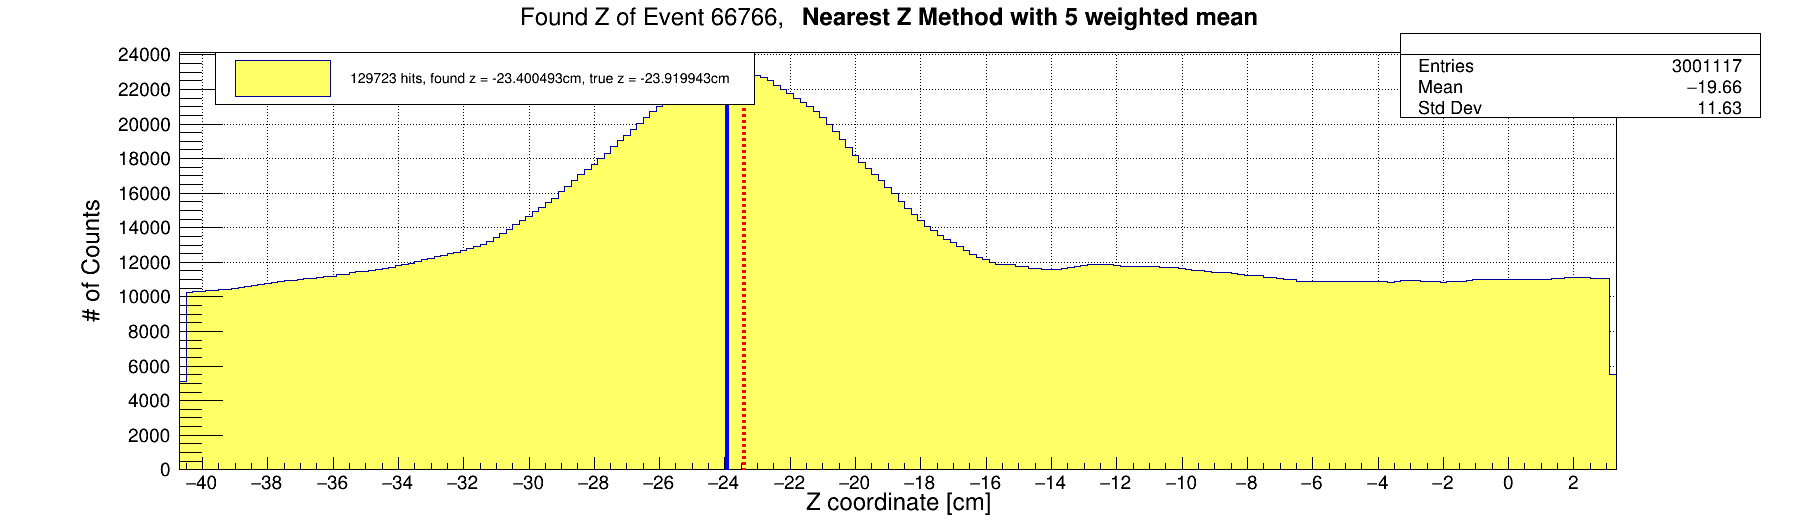 Found Z of Event 66766, Nearest Z Method with 5 weighted mean
129723 hits, found z = -23.400493cm, true z = -23.919943cm
Entries 3001117
Mean −19.66
Std Dev 11.63
24000
22000
20000
18000
16000
14000
12000
10000
8000
6000
4000
2000
0
# of Counts
−40 −38 −36 −34 −32 −30 −28 −26 −24 −22 −20 −18 −16 −14 −12 −10 −8 −6 −4 −2 0 2
Z coordinate [cm]